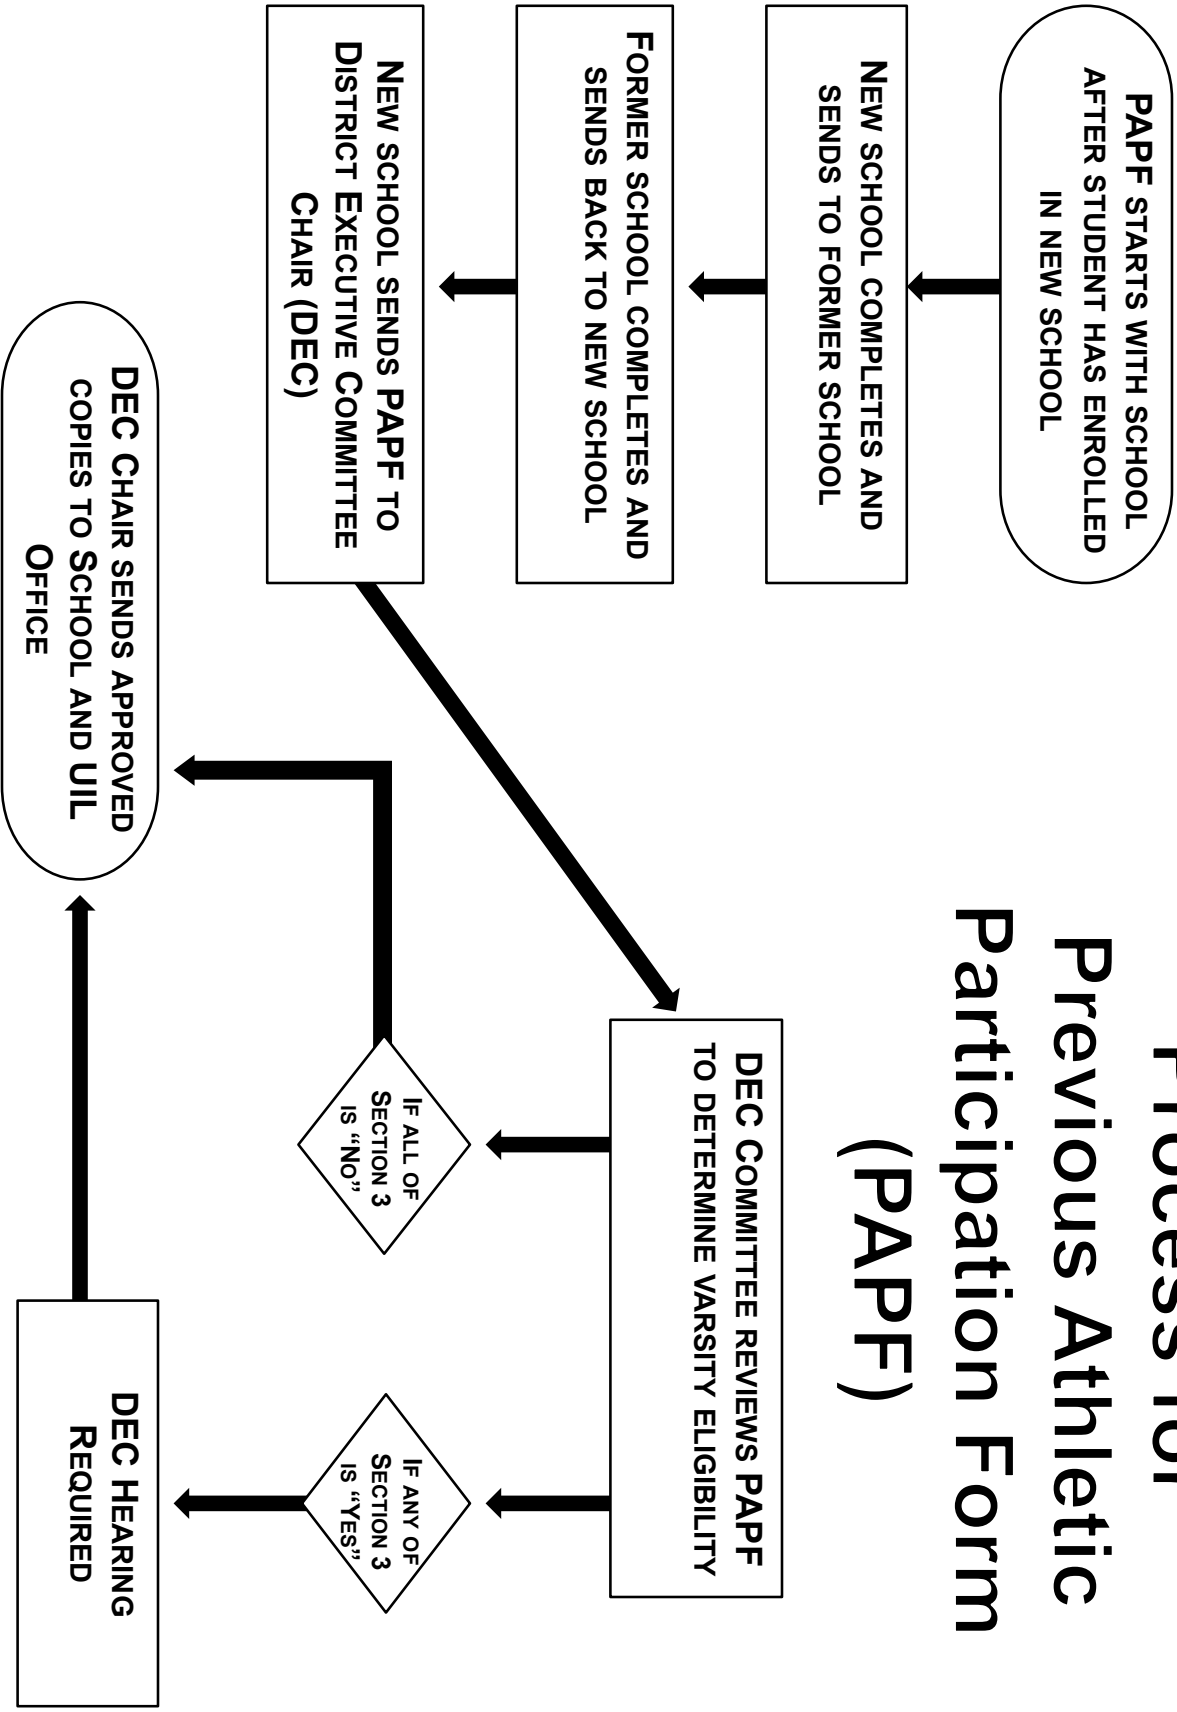 Process for
Previous Athletic
Participation Form
(PAPF)
PAPF STARTS WITH SCHOOL
AFTER STUDENT HAS ENROLLED
IN NEW SCHOOL
NEW SCHOOL COMPLETES AND
SENDS TO FORMER SCHOOL
FORMER SCHOOL COMPLETES AND
SENDS BACK TO NEW SCHOOL
NEW SCHOOL SENDS PAPF TO
DISTRICT EXECUTIVE COMMITTEE
CHAIR (DEC)
DEC COMMITTEE REVIEWS PAPF
TO DETERMINE VARSITY ELIGIBILITY
IF ALL OF
SECTION 3
IS “NO”
IF ANY OF
SECTION 3
IS “YES”
DEC CHAIR SENDS APPROVED
COPIES TO SCHOOL AND UIL
OFFICE
DEC HEARING
REQUIRED